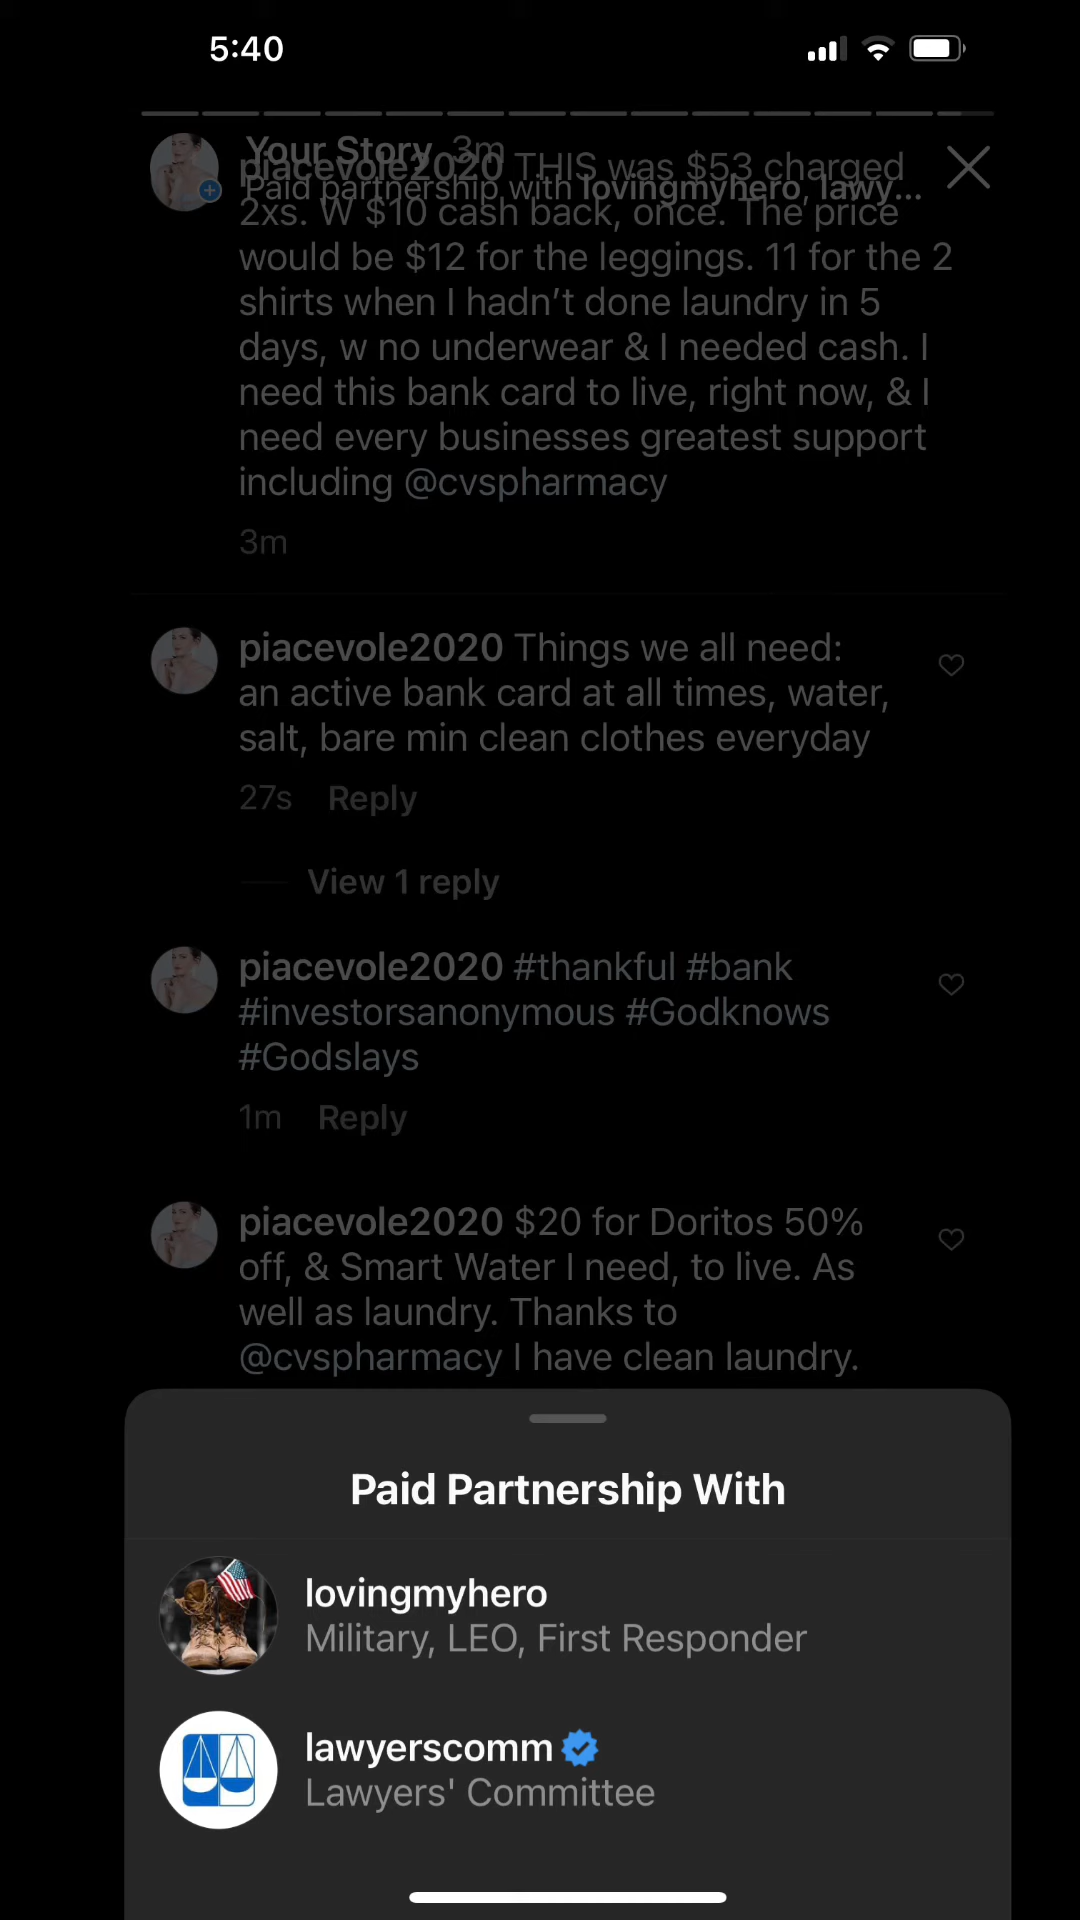 5:40
Your Story 3m
Paid partnership with lovingmyhero, lawy...
piacevole2020 THIS was $53 charged
2xs. W $10 cash back, once. The price
would be $12 for the leggings. 11 for the 2
shirts when I hadn’t done laundry in 5
days, w no underwear & I needed cash. I
need this bank card to live, right now, & I
need every businesses greatest support
including @cvspharmacy
3m
piacevole2020 Things we all need:
an active bank card at all times, water,
salt, bare min clean clothes everyday
27s Reply
View 1 reply
piacevole2020 #thankful #bank
#investorsanonymous #Godknows
#Godslays
1m Reply
piacevole2020 $20 for Doritos 50%
off, & Smart Water I need, to live. As
well as laundry. Thanks to
@cvspharmacy I have clean laundry.
Paid Partnership With
lovingmyhero
Military, LEO, First Responder
lawyerscomm
Lawyers' Committee